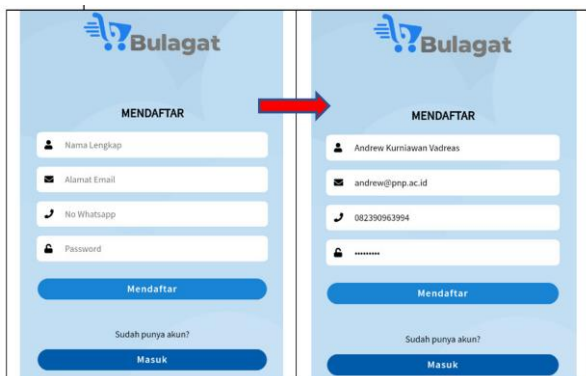 Bulagat
MENDAFTAR
Nama Lengkap
Alamat Email
No Whatsapp
Password
Mendaftar
Sudah punya akun?
Masuk
Bulagat
MENDAFTAR
Andrew Kurniawan Vadreas
andrew@pnp.ac.id
082390963994
•••••••••
Mendaftar
Sudah punya akun?
Masuk